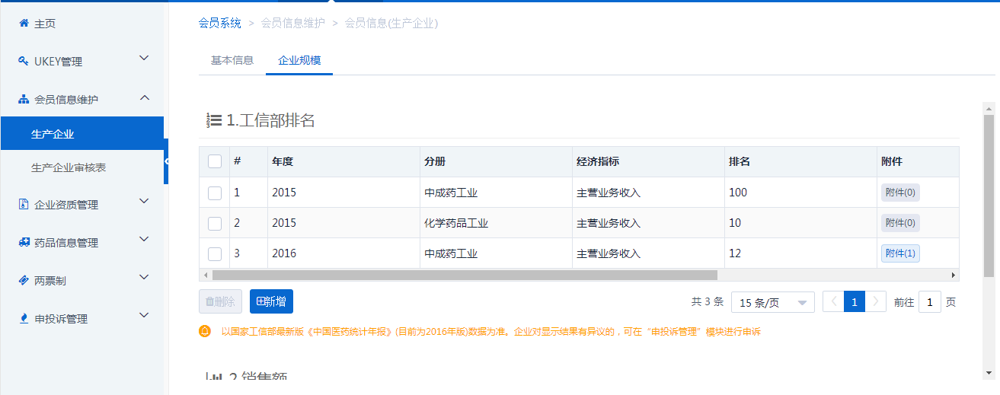 主页
UKEY管理
会员信息维护
生产企业
生产企业审核表
企业资质管理
药品信息管理
两票制
申投诉管理
会员系统 > 会员信息维护 > 会员信息(生产企业)
基本信息 企业规模
1.工信部排名
# 年度 分册 经济指标 排名 附件
1 2015 中成药工业 主营业务收入 100 附件(0)
2 2015 化学药品工业 主营业务收入 10 附件(0)
3 2016 中成药工业 主营业务收入 12 附件(1)
删除 新增 共 3 条 15 条/页 1 前往 1 页
以国家工信部最新版《中国医药统计年报》(目前为2016年版)数据为准。企业对显示结果有异议的，可在“申投诉管理”模块进行申诉
2.销售额